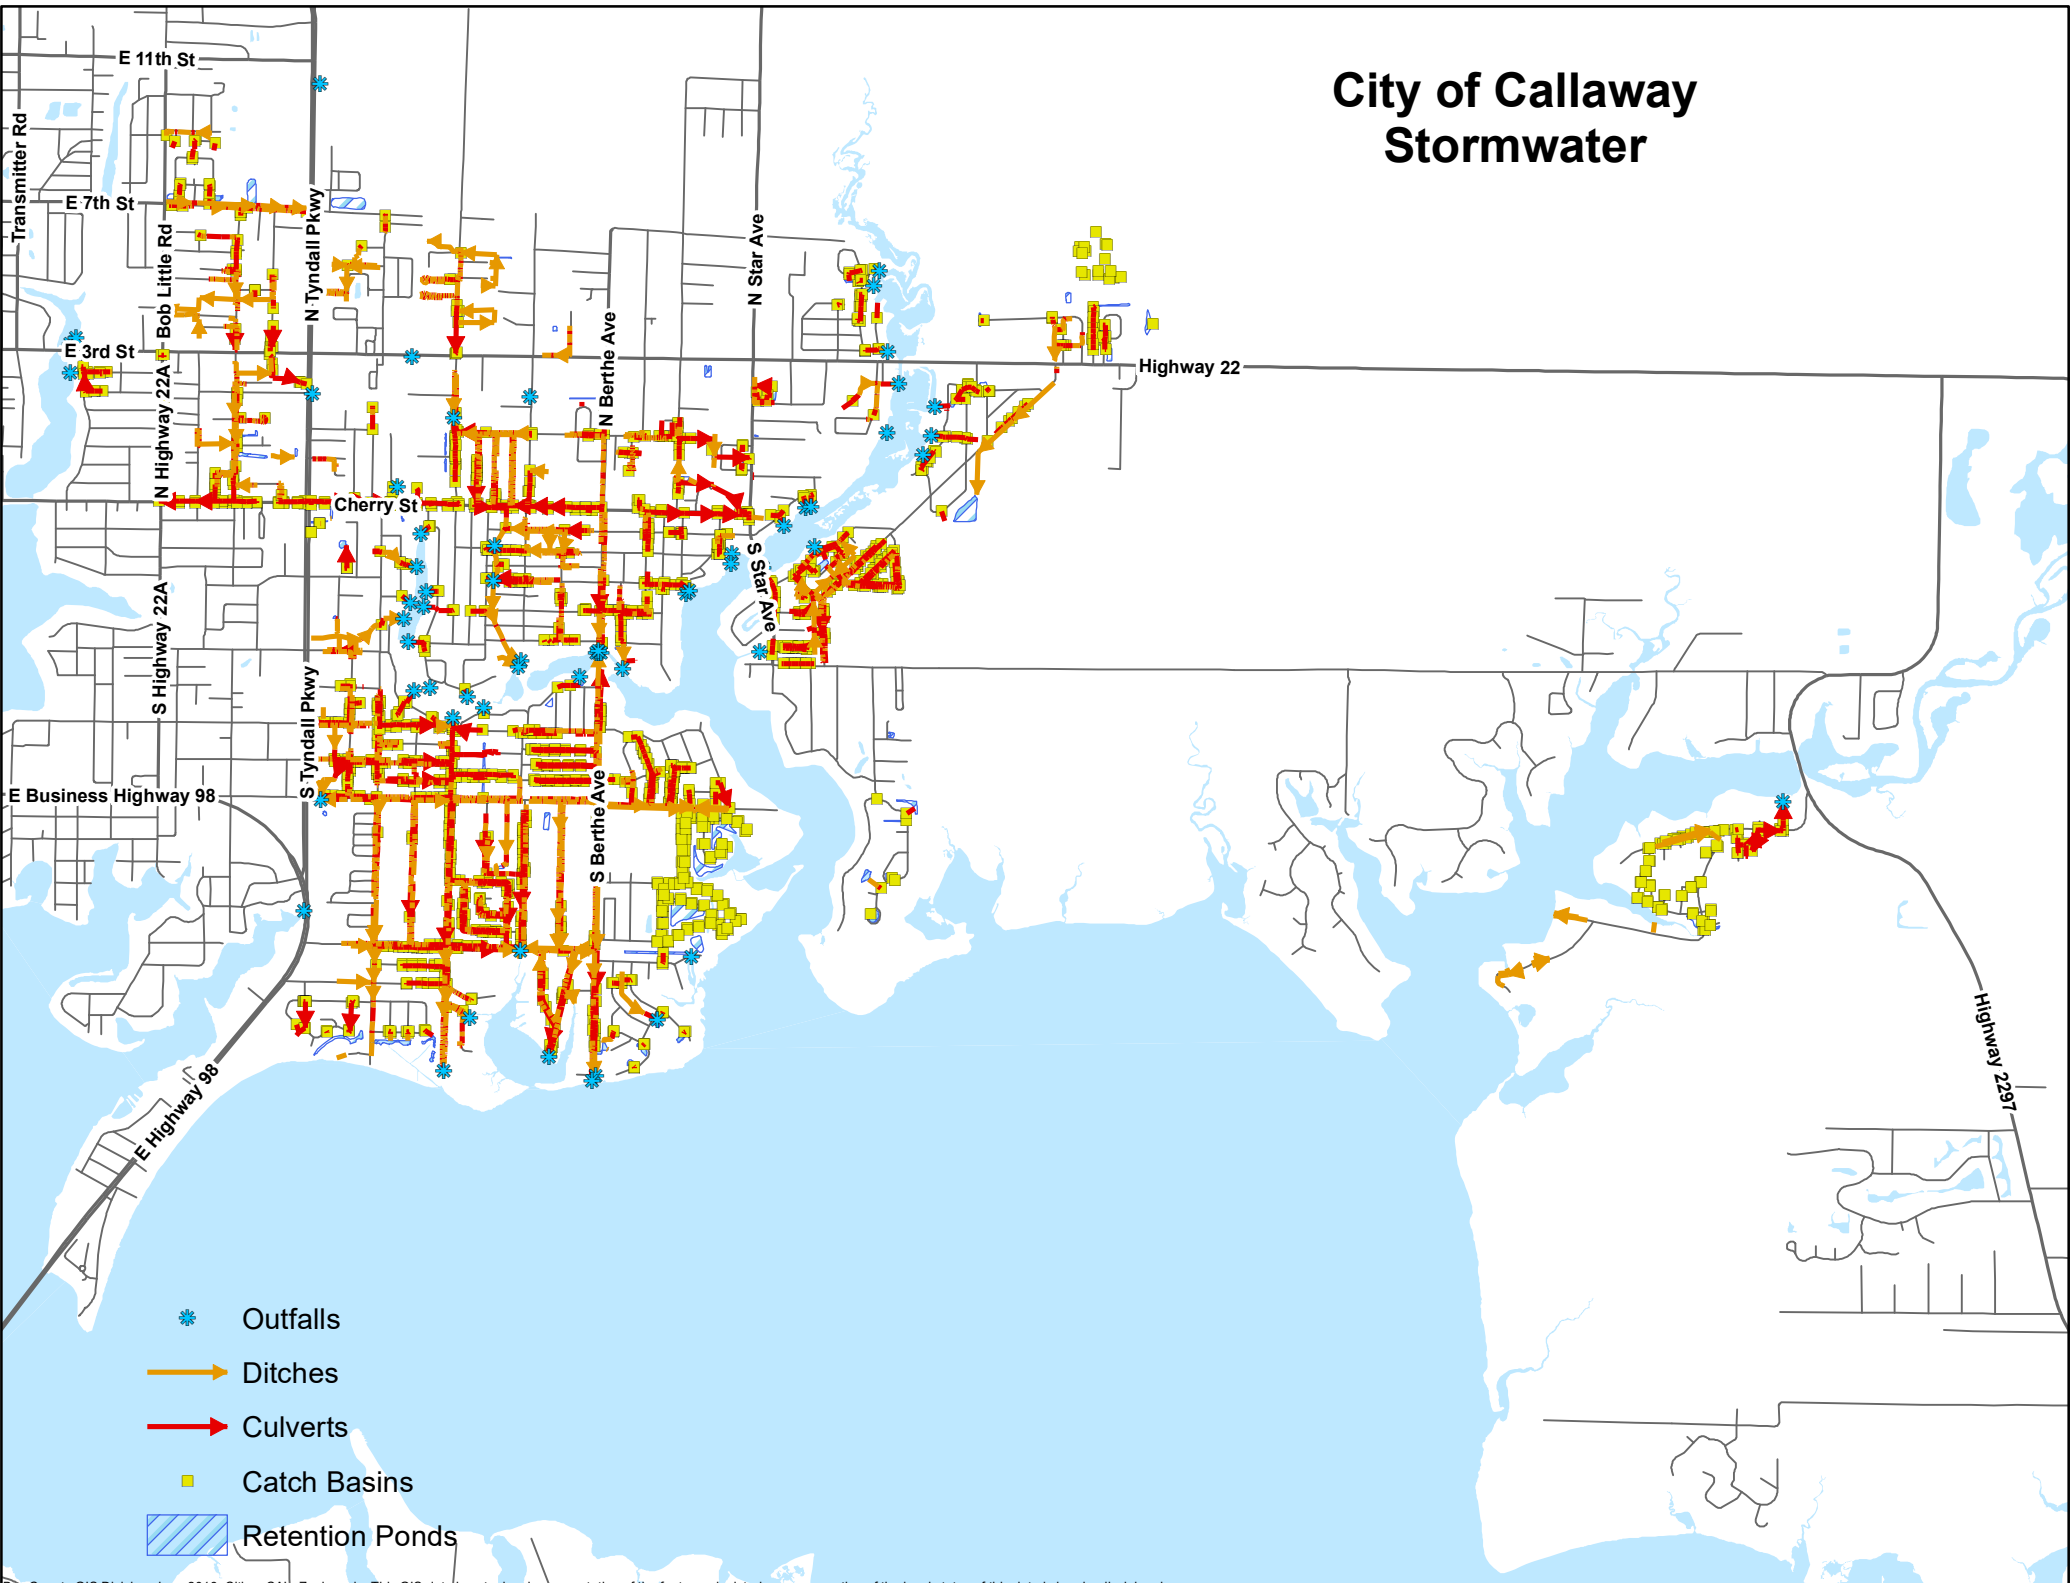 City of Callaway
Stormwater
E 11th St
Transmitter Rd
E 7th St
Bob Little Rd
N Tyndall Pkwy
N Star Ave
N Berthe Ave
E 3rd St
Highway 22
N Highway 22A
Cherry St
S Star Ave
S Highway 22A
S Tyndall Pkwy
E Business Highway 98
S Berthe Ave
Highway 2297
E Highway 98
Outfalls
Ditches
Culverts
Catch Basins
Retention Ponds